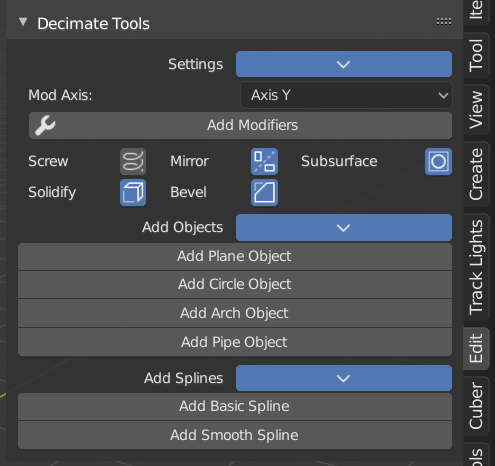 Decimate Tools
Settings
Mod Axis: Axis Y
Add Modifiers
Screw Mirror Subsurface
Solidify Bevel
Add Objects
Add Plane Object
Add Circle Object
Add Arch Object
Add Pipe Object
Add Splines
Add Basic Spline
Add Smooth Spline
Tool
View
Create
Track Lights
Edit
Cuber